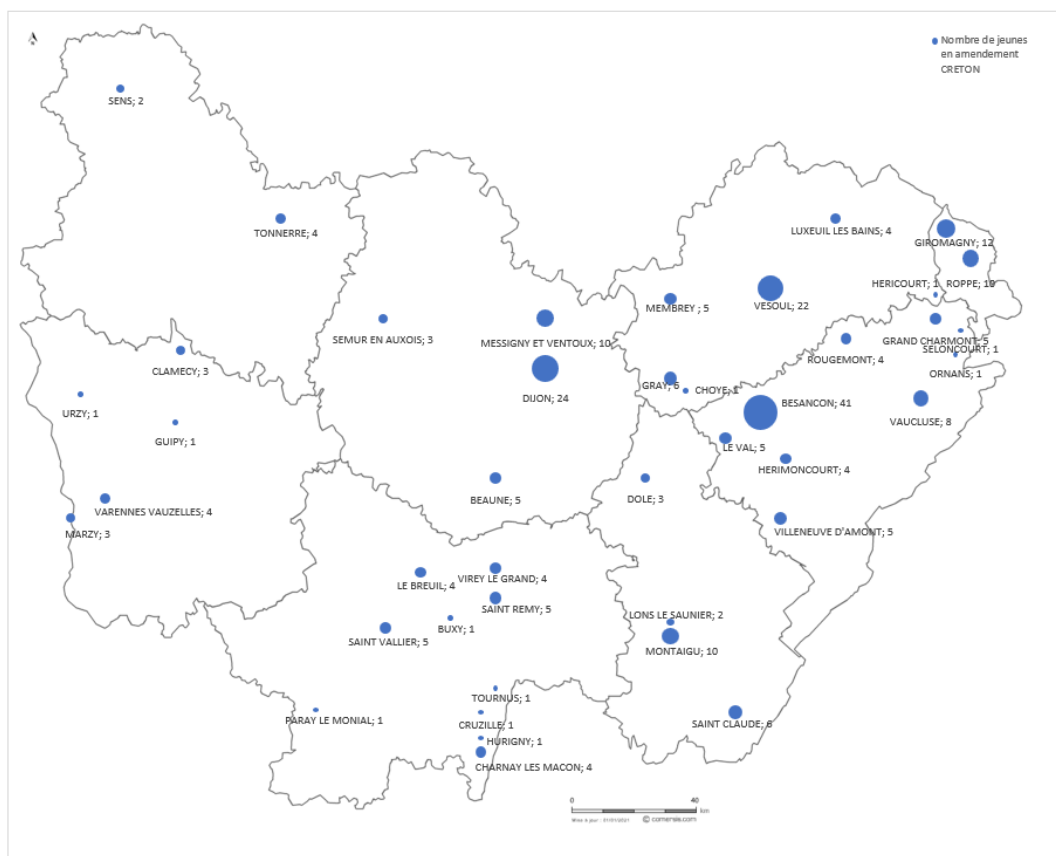 Nombre de jeunes
en amendement
CRETON
SENS; 2
TONNERRE; 4
LUXEUIL LES BAINS; 4
GIROMAGNY; 12
HERICOURT; 1
ROPPE; 10
MEMBREY ; 5
VESOUL; 22
SEMUR EN AUXOIS; 3
MESSIGNY ET VENTOUX; 10
GRAND CHARMONT; 5
SELONCOURT; 1
ROUGEMONT; 4
ORNANS; 1
CLAMECY; 3
DIJON; 24
GRAY; 6
CHOYE; 1
URZY; 1
BESANCON; 41
VAUCLUSE; 8
GUIPY; 1
LE VAL; 5
HERIMONCOURT; 4
BEAUNE; 5
DOLE; 3
VARENNES VAUZELLES; 4
MARZY; 3
VILLENEUVE D'AMONT; 5
LE BREUIL; 4
VIREY LE GRAND; 4
SAINT REMY; 5
LONS LE SAUNIER; 2
BUXY; 1
SAINT VALLIER; 5
MONTAIGU; 10
TOURNUS; 1
PARAY LE MONIAL; 1
CRUZILLE; 1
SAINT CLAUDE; 6
HURIGNY; 1
CHARNAY LES MACON; 4
0 40
km
Mise à jour : 01/01/2021 © comersis.com